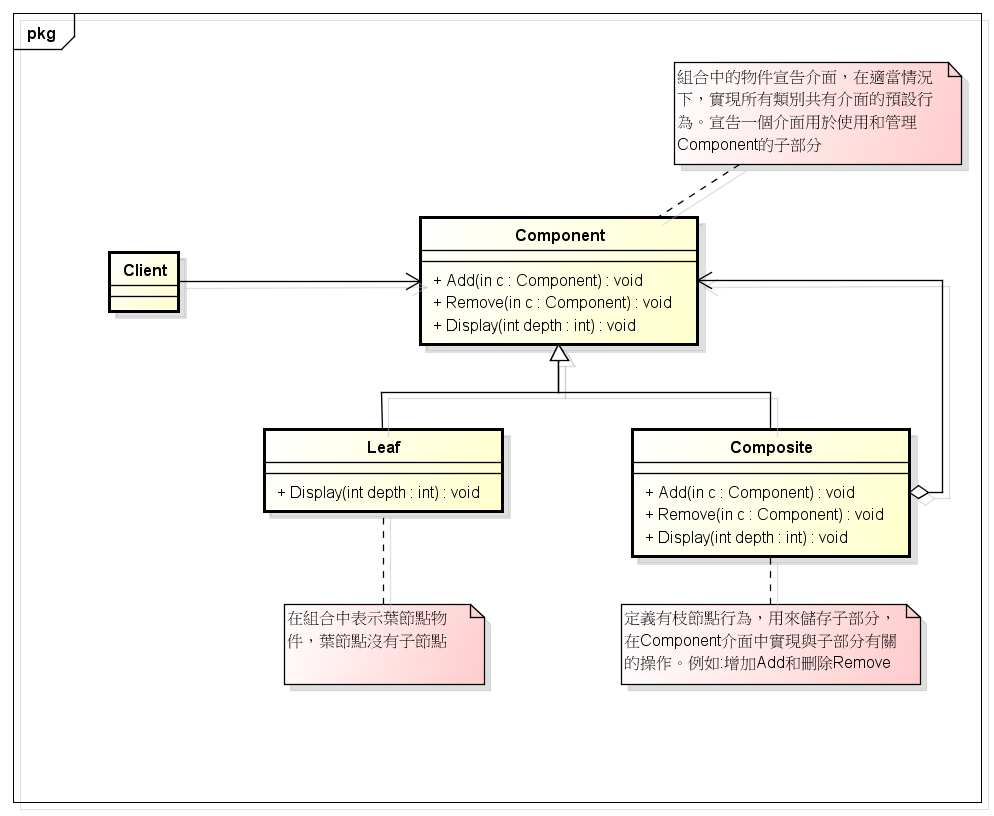 pkg
組合中的物件宣告介面，在適當情況
下，實現所有類別共有介面的預設行
為。宣告一個介面用於使用和管理
Component的子部分
Component
+ Add(in c : Component) : void
+ Remove(in c : Component) : void
+ Display(int depth : int) : void
Client
Leaf
+ Display(int depth : int) : void
Composite
+ Add(in c : Component) : void
+ Remove(in c : Component) : void
+ Display(int depth : int) : void
在組合中表示葉節點物
件，葉節點沒有子節點
定義有枝節點行為，用來儲存子部分，
在Component介面中實現與子部分有關
的操作。例如:增加Add和刪除Remove